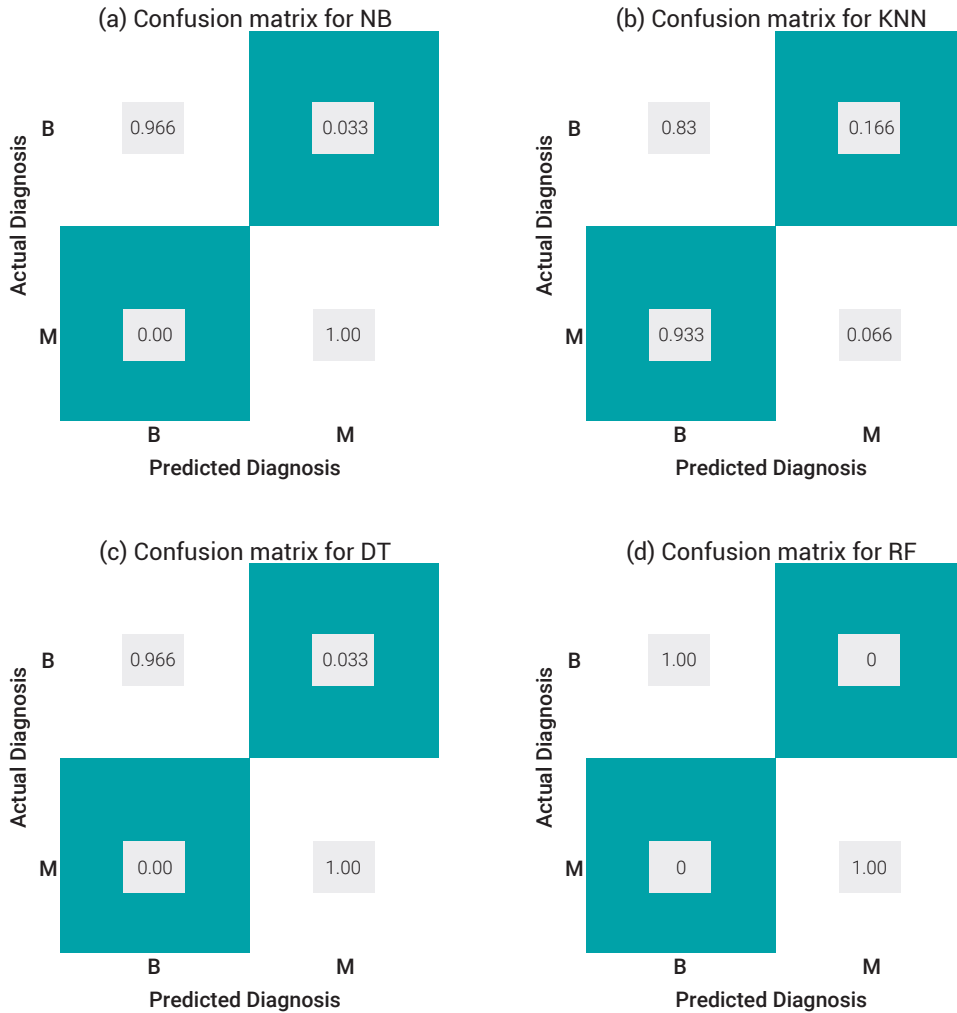 (a) Confusion matrix for NB
Actual Diagnosis
B
0.966
0.033
M
0.00
1.00
B
M
Predicted Diagnosis
(b) Confusion matrix for KNN
Actual Diagnosis
B
0.83
0.166
M
0.933
0.066
B
M
Predicted Diagnosis
(c) Confusion matrix for DT
Actual Diagnosis
B
0.966
0.033
M
0.00
1.00
B
M
Predicted Diagnosis
(d) Confusion matrix for RF
Actual Diagnosis
B
1.00
0
M
0
1.00
B
M
Predicted Diagnosis